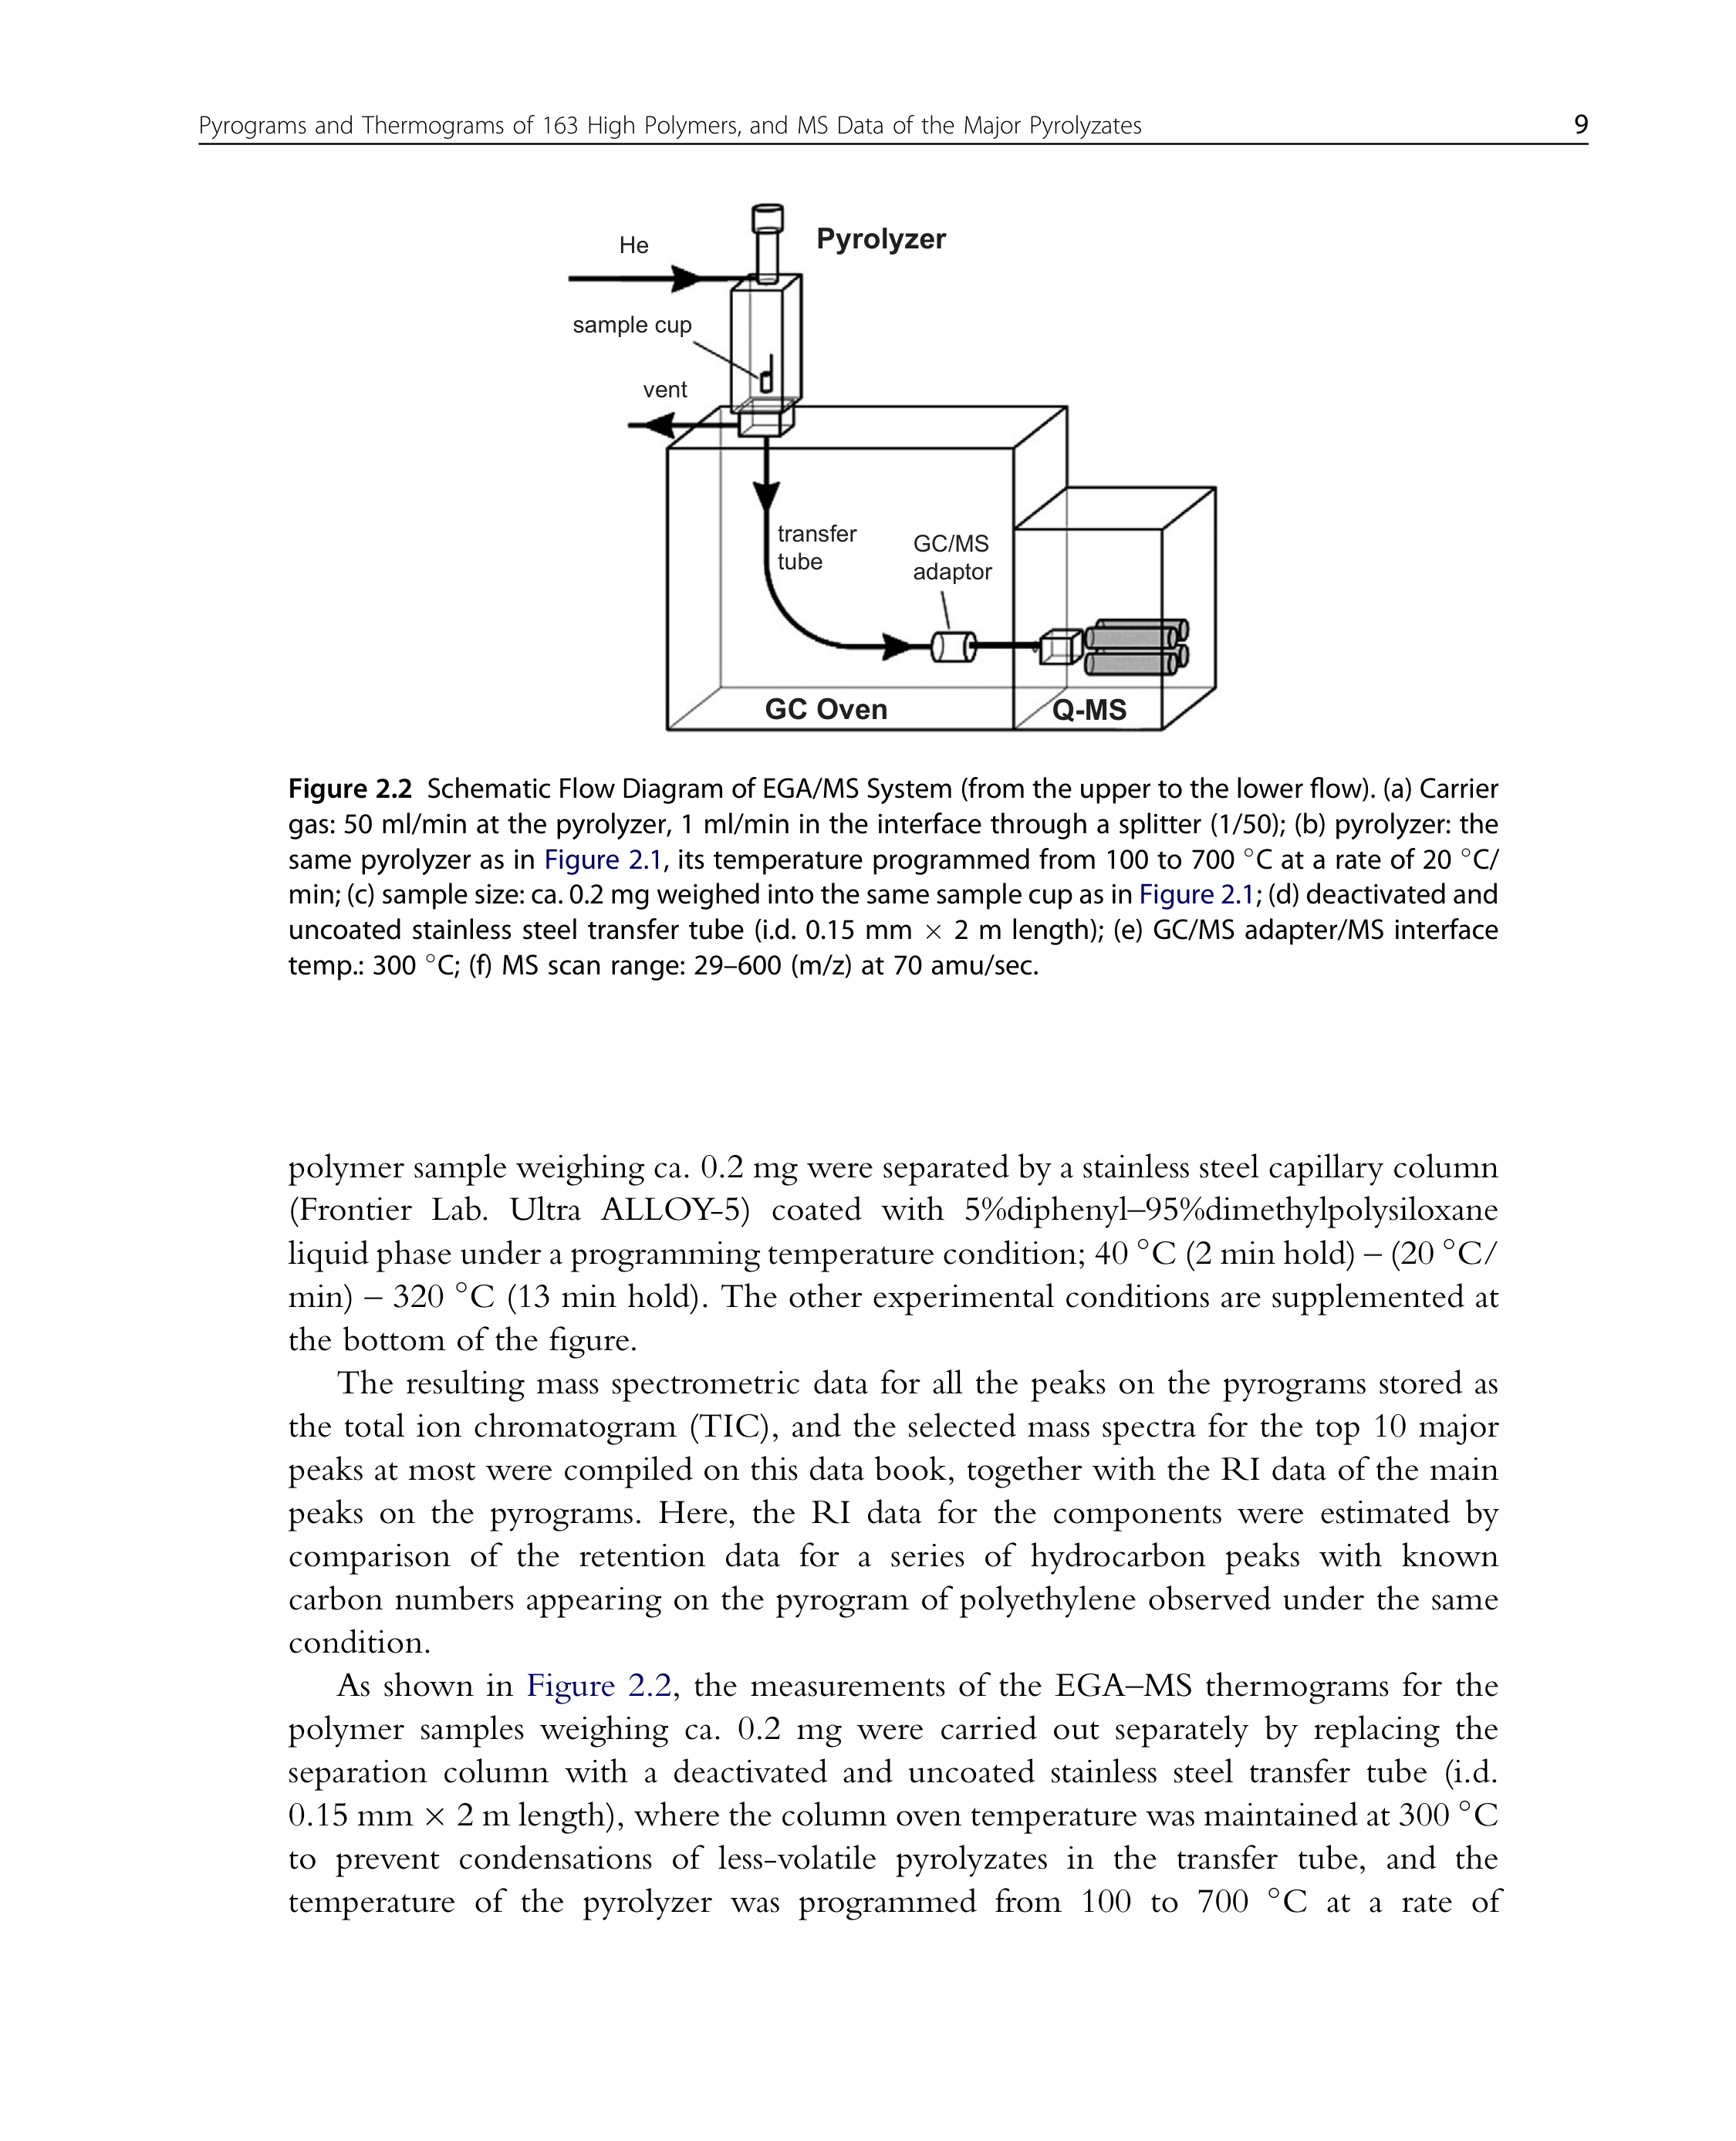 Pyrograms and Thermograms of 163 High Polymers, and MS Data of the Major Pyrolyzates 9
Pyrolyzer
He
sample cup
vent
transfer
tube
GC/MS
adaptor
GC Oven
Q-MS
Figure 2.2 Schematic Flow Diagram of EGA/MS System (from the upper to the lower flow). (a) Carrier
gas: 50 ml/min at the pyrolyzer, 1 ml/min in the interface through a splitter (1/50); (b) pyrolyzer: the
same pyrolyzer as in Figure 2.1, its temperature programmed from 100 to 700 °C at a rate of 20 °C/
min; (c) sample size: ca. 0.2 mg weighed into the same sample cup as in Figure 2.1; (d) deactivated and
uncoated stainless steel transfer tube (i.d. 0.15 mm × 2 m length); (e) GC/MS adapter/MS interface
temp.: 300 °C; (f) MS scan range: 29–600 (m/z) at 70 amu/sec.
polymer sample weighing ca. 0.2 mg were separated by a stainless steel capillary column
(Frontier Lab. Ultra ALLOY-5) coated with 5%diphenyl–95%dimethylpolysiloxane
liquid phase under a programming temperature condition; 40 °C (2 min hold) – (20 °C/
min) – 320 °C (13 min hold). The other experimental conditions are supplemented at
the bottom of the figure.
The resulting mass spectrometric data for all the peaks on the pyrograms stored as
the total ion chromatogram (TIC), and the selected mass spectra for the top 10 major
peaks at most were compiled on this data book, together with the RI data of the main
peaks on the pyrograms. Here, the RI data for the components were estimated by
comparison of the retention data for a series of hydrocarbon peaks with known
carbon numbers appearing on the pyrogram of polyethylene observed under the same
condition.
As shown in Figure 2.2, the measurements of the EGA–MS thermograms for the
polymer samples weighing ca. 0.2 mg were carried out separately by replacing the
separation column with a deactivated and uncoated stainless steel transfer tube (i.d.
0.15 mm × 2 m length), where the column oven temperature was maintained at 300 °C
to prevent condensations of less-volatile pyrolyzates in the transfer tube, and the
temperature of the pyrolyzer was programmed from 100 to 700 °C at a rate of